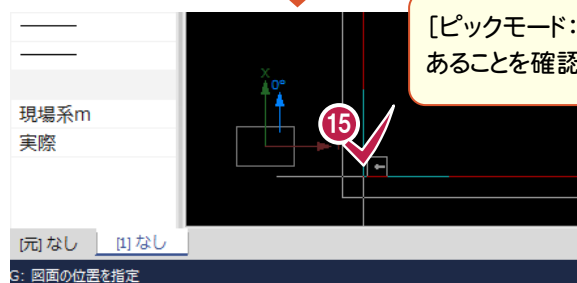 [ピックモード:
あることを確認
X
0°
⑮
現場系m
実際
[元] なし [1] なし
G: 図面の位置を指定